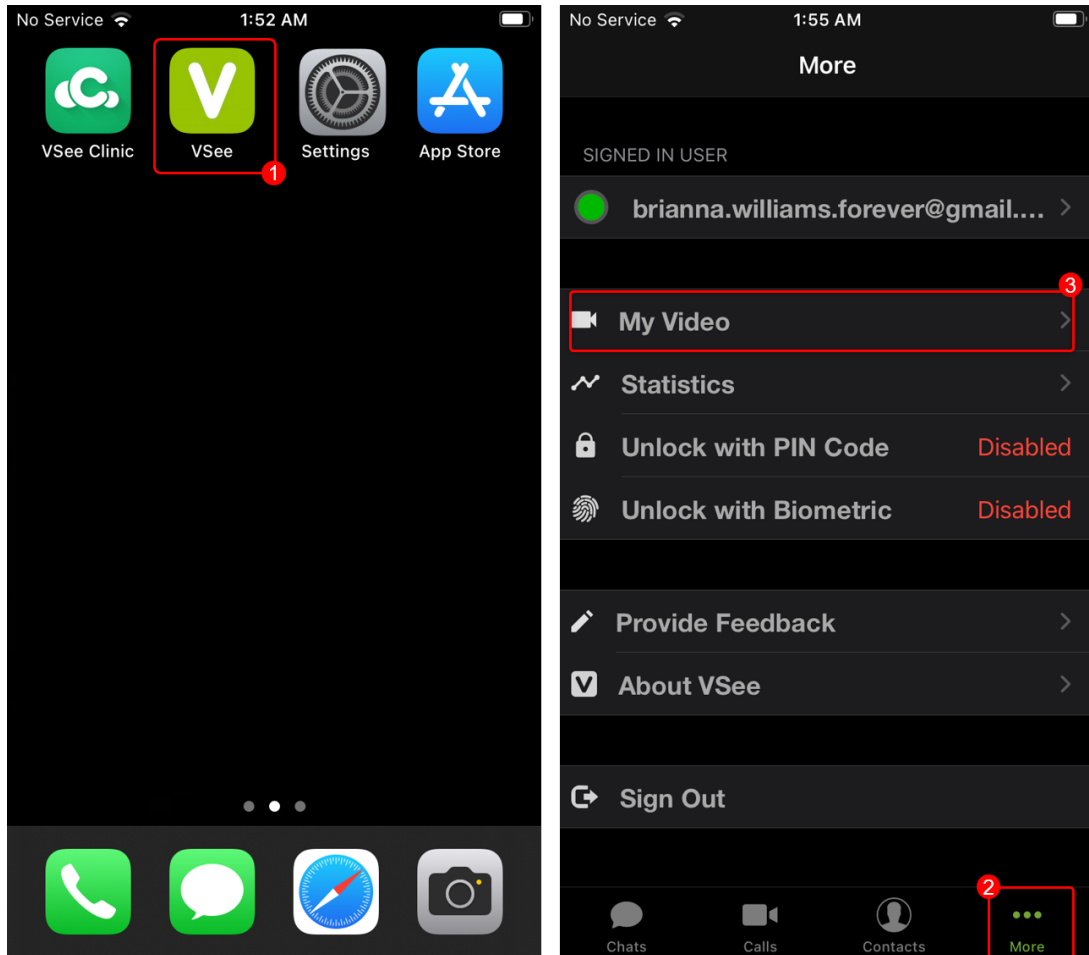 No Service 1:52 AM
VSee Clinic VSee Settings App Store
1
No Service 1:55 AM
More
SIGNED IN USER
brianna.williams.forever@gmail....
3
My Video
Statistics
Unlock with PIN Code Disabled
Unlock with Biometric Disabled
Provide Feedback
About VSee
Sign Out
2
Chats Calls Contacts More